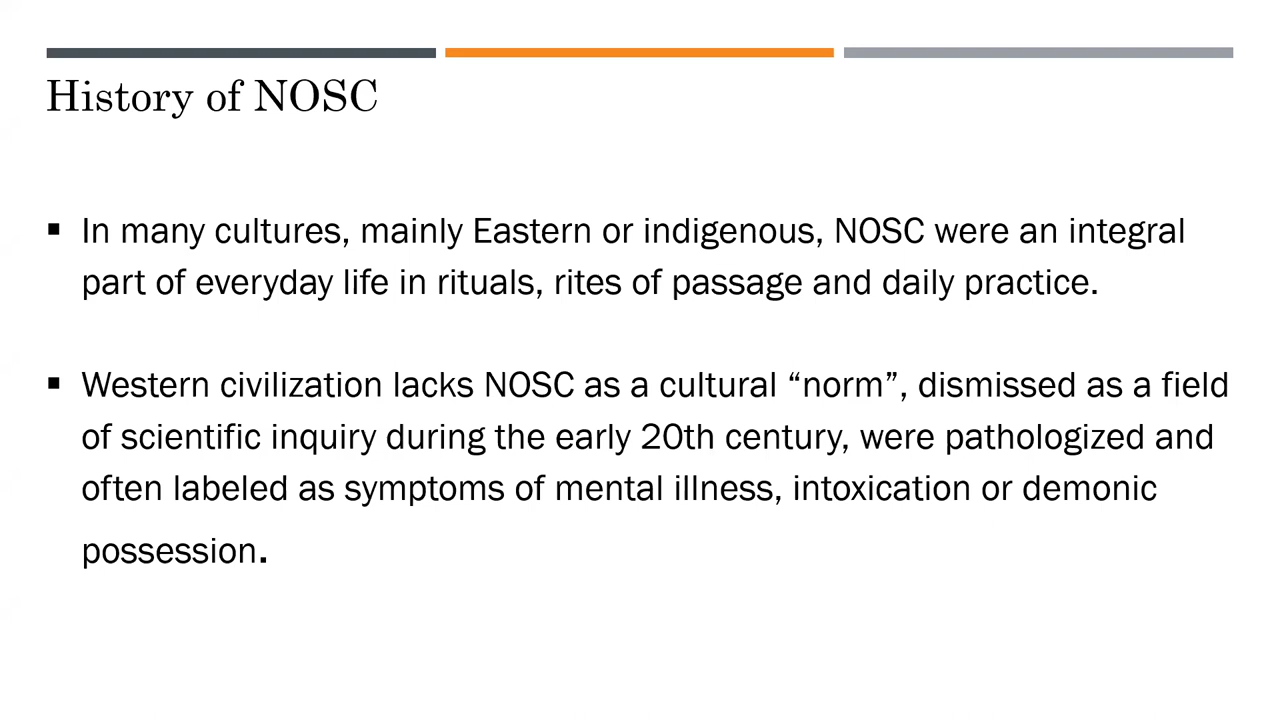 History of NOSC
▪ In many cultures, mainly Eastern or indigenous, NOSC were an integral
part of everyday life in rituals, rites of passage and daily practice.
▪ Western civilization lacks NOSC as a cultural “norm”, dismissed as a field
of scientific inquiry during the early 20th century, were pathologized and
often labeled as symptoms of mental illness, intoxication or demonic
possession.